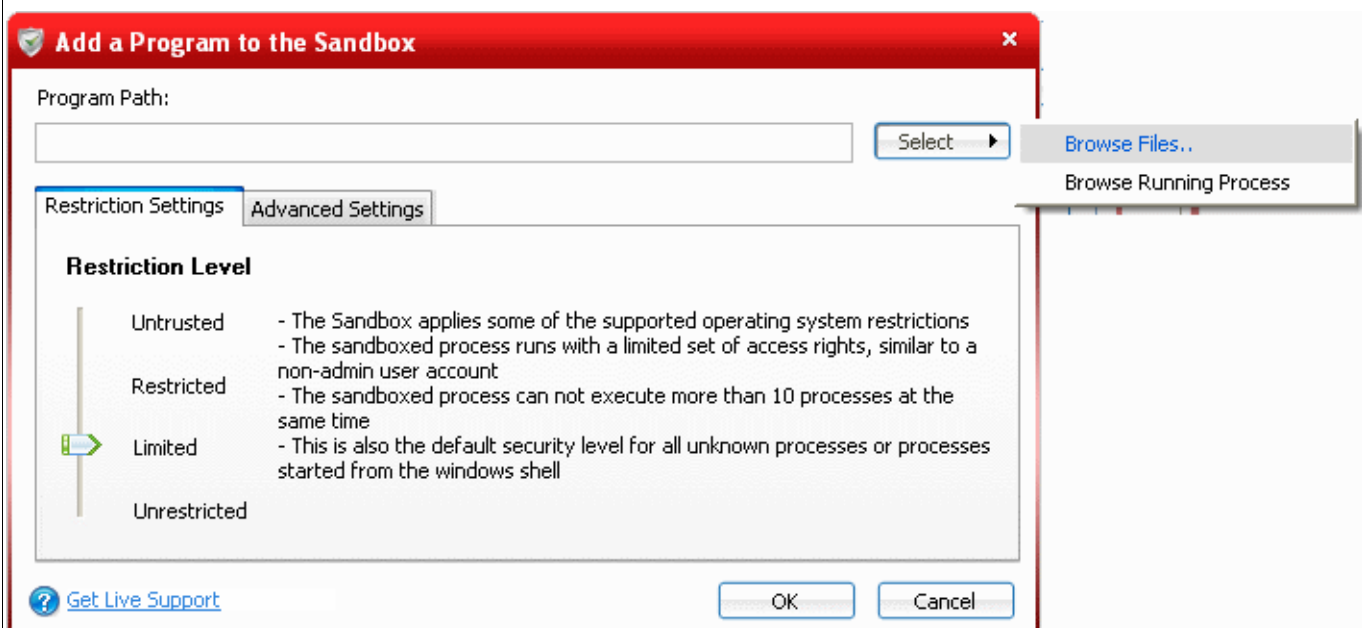 Add a Program to the Sandbox
Program Path:
Select
Browse Files..
Browse Running Process
Restriction Settings
Advanced Settings
Restriction Level
Untrusted
Restricted
Limited
Unrestricted
- The Sandbox applies some of the supported operating system restrictions
- The sandboxed process runs with a limited set of access rights, similar to a
non-admin user account
- The sandboxed process can not execute more than 10 processes at the
same time
- This is also the default security level for all unknown processes or processes
started from the windows shell
Get Live Support
OK
Cancel